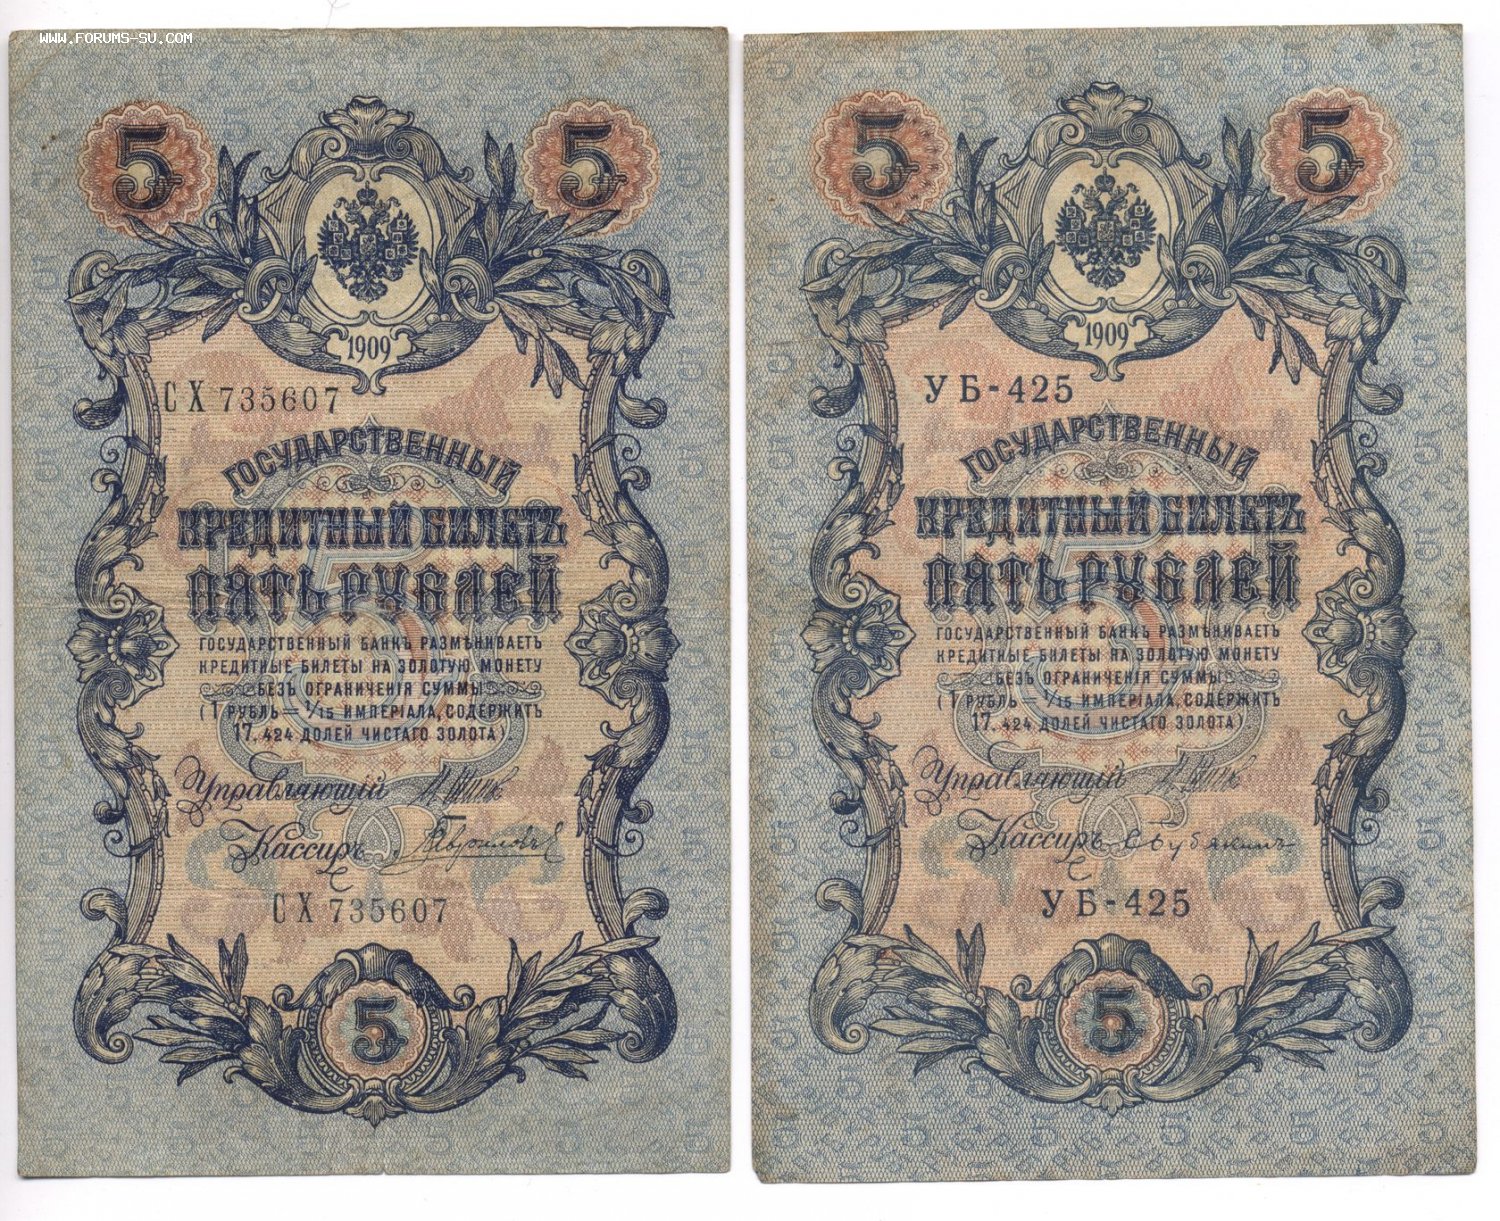 WWW.FORUMS-SU.COM
5 5
1909
СХ 735607
ГОСУДАРСТВЕННЫЙ
КРЕДИТНЫЙ БИЛЕТЪ
ПЯТЬ РУБЛЕЙ
ГОСУДАРСТВЕННЫЙ БАНКЪ РАЗМѢНИВАЕТЪ
КРЕДИТНЫЕ БИЛЕТЫ НА ЗОЛОТУЮ МОНЕТУ
БЕЗЪ ОГРАНИЧЕНІЯ СУММЫ
(1 РУБЛЬ = 1/15 ИМПЕРІАЛА, СОДЕРЖИТЪ
17,424 ДОЛЕЙ ЧИСТАГО ЗОЛОТА).
Управляющій
Кассиръ
СХ 735607
5
5 5
1909
УБ-425
ГОСУДАРСТВЕННЫЙ
КРЕДИТНЫЙ БИЛЕТЪ
ПЯТЬ РУБЛЕЙ
ГОСУДАРСТВЕННЫЙ БАНКЪ РАЗМѢНИВАЕТЪ
КРЕДИТНЫЕ БИЛЕТЫ НА ЗОЛОТУЮ МОНЕТУ
БЕЗЪ ОГРАНИЧЕНІЯ СУММЫ
(1 РУБЛЬ = 1/15 ИМПЕРІАЛА, СОДЕРЖИТЪ
17,424 ДОЛЕЙ ЧИСТАГО ЗОЛОТА).
Управляющій
Кассиръ
УБ-425
5